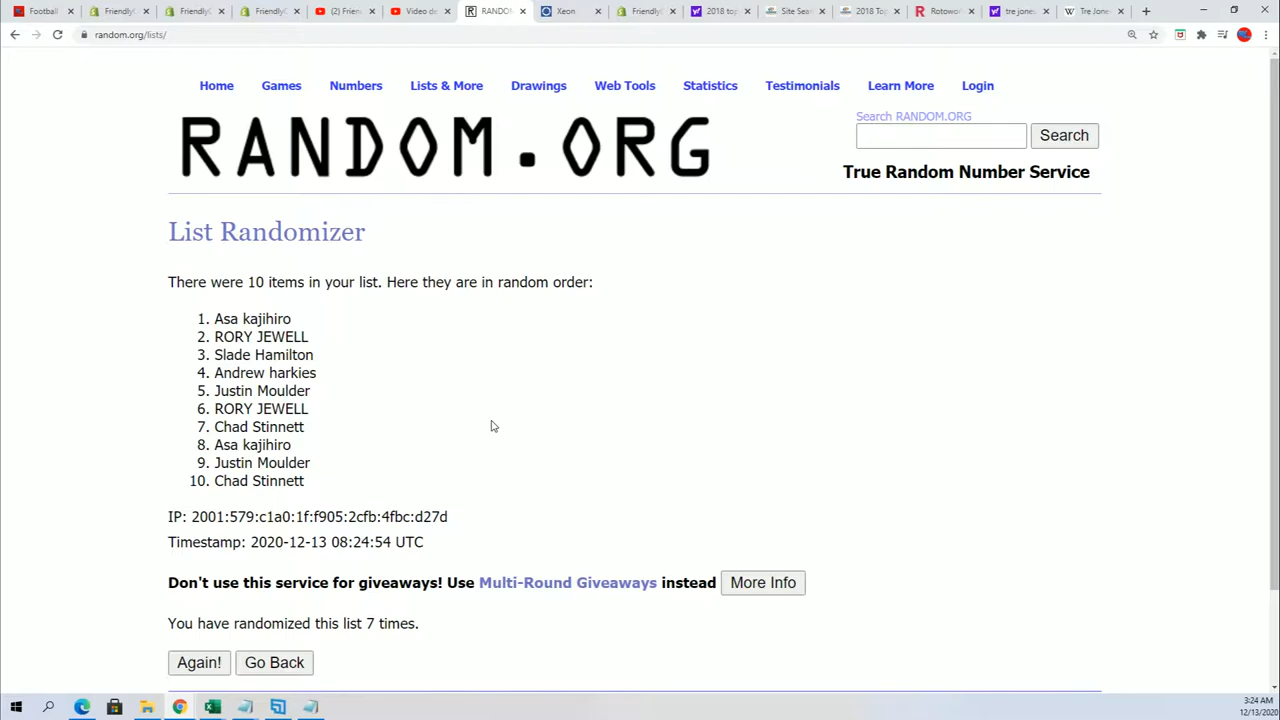 Football
FriendlyC
FriendlyC
FriendlyC
(2) Frien
Video de
RANDO
Xeon
FriendlyC
2018 top
Site Sea
2018 Top
Rotowo
tre jones
Tre Jone
random.org/lists/
Home Games Numbers Lists & More Drawings Web Tools Statistics Testimonials Learn More Login
RANDOM.ORG
Search RANDOM.ORG
Search
True Random Number Service
List Randomizer
There were 10 items in your list. Here they are in random order:
1. Asa kajihiro
2. RORY JEWELL
3. Slade Hamilton
4. Andrew harkies
5. Justin Moulder
6. RORY JEWELL
7. Chad Stinnett
8. Asa kajihiro
9. Justin Moulder
10. Chad Stinnett
IP: 2001:579:c1a0:1f:f905:2cfb:4fbc:d27d
Timestamp: 2020-12-13 08:24:54 UTC
Don't use this service for giveaways! Use Multi-Round Giveaways instead More Info
You have randomized this list 7 times.
Again! Go Back
3:24 AM
12/13/2020